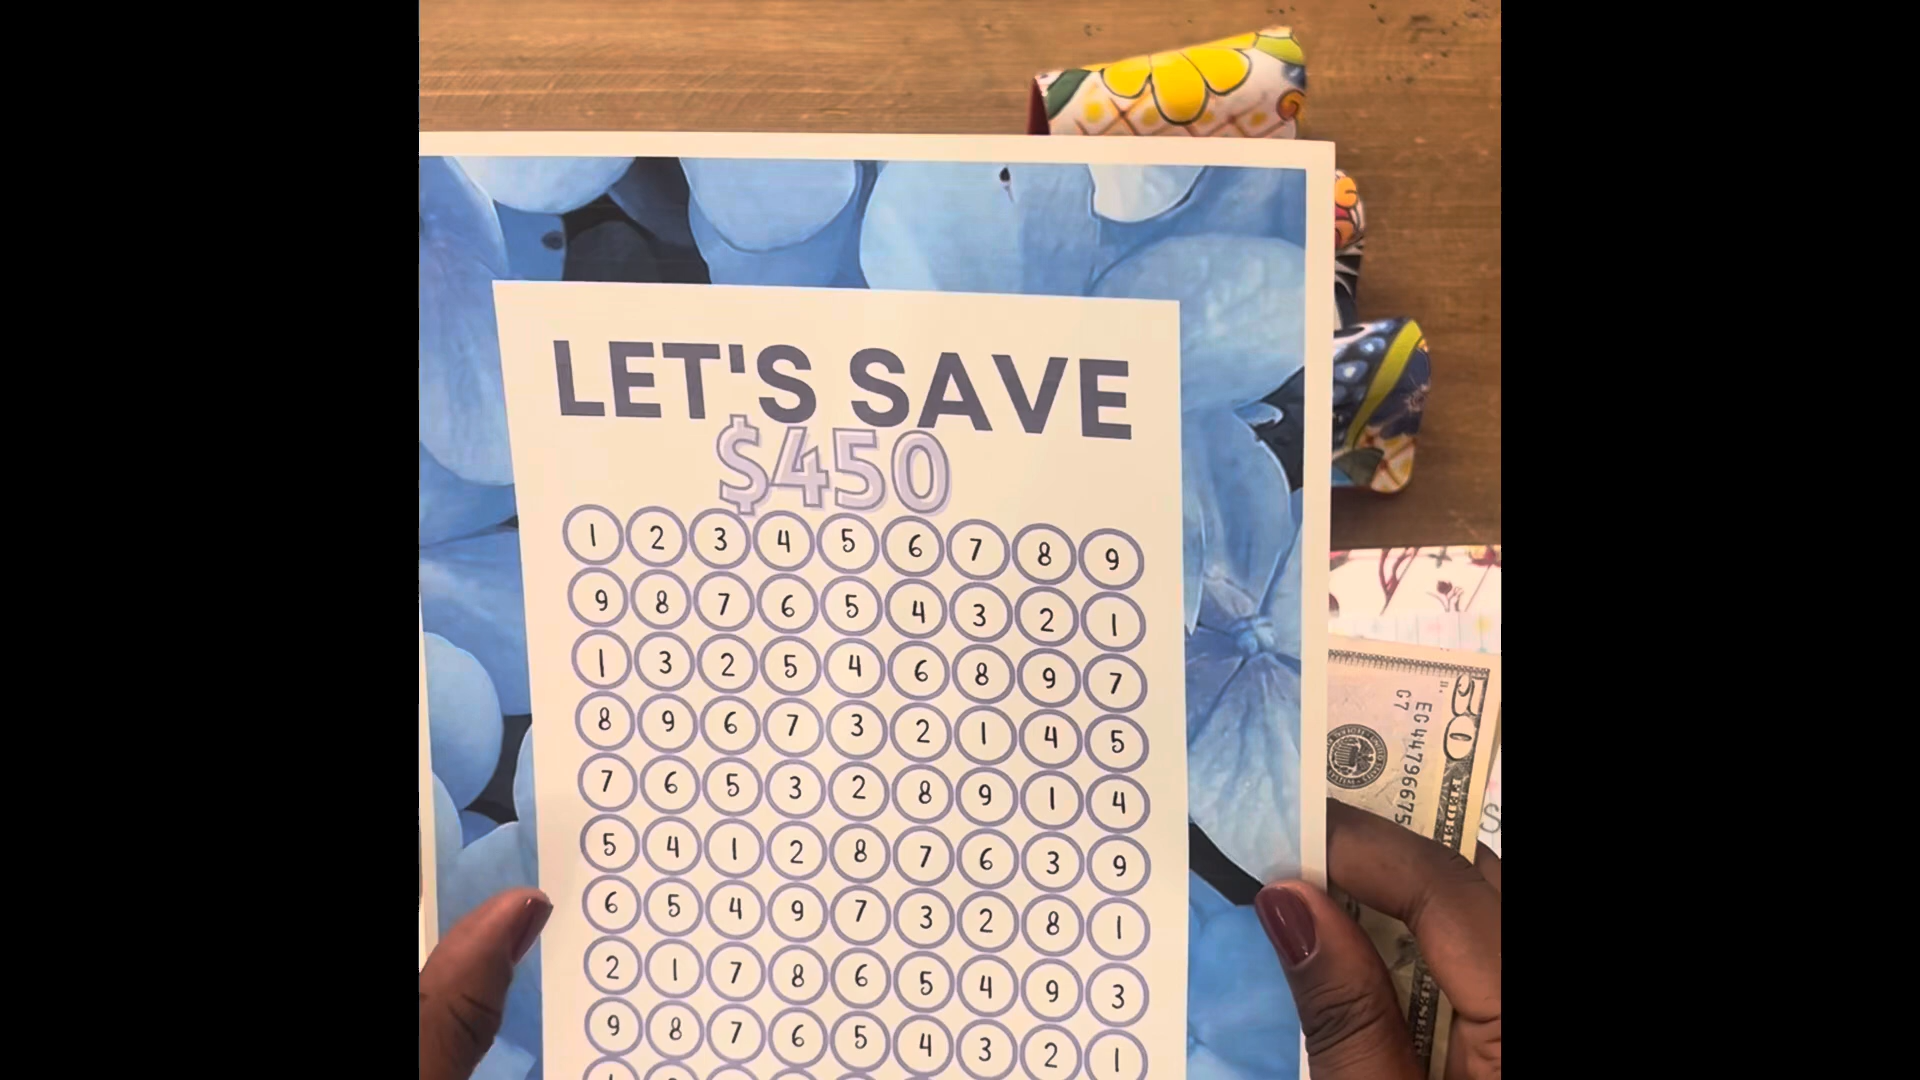 LET'S SAVE
$450
1 2 3 4 5 6 7 8 9
9 8 7 6 5 4 3 2 1
1 3 2 5 4 6 8 9 7
8 9 6 7 3 2 1 4 5
7 6 5 3 2 8 9 1 4
5 4 1 2 8 7 6 3 9
6 5 4 9 7 3 2 8 1
2 1 7 8 6 5 4 9 3
9 8 7 6 5 4 3 2 1
50
EG44796675
G7